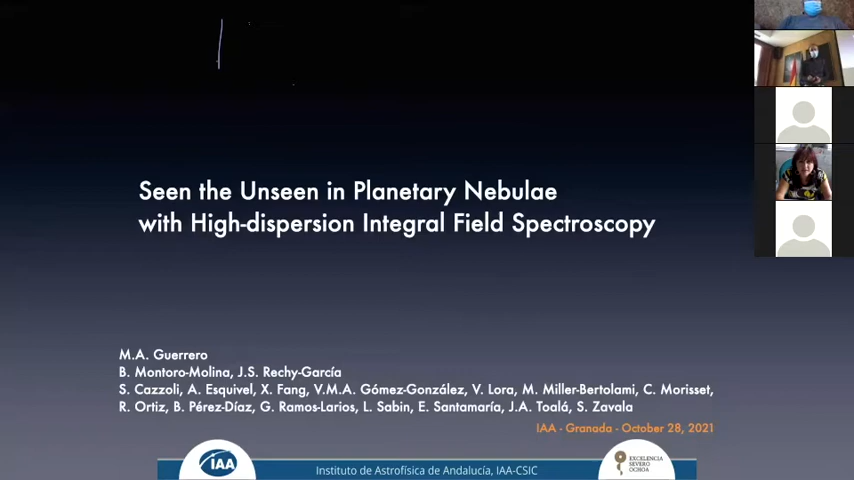 Seen the Unseen in Planetary Nebulae
with High-dispersion Integral Field Spectroscopy
M.A. Guerrero
B. Montoro-Molina, J.S. Rechy-García
S. Cazzoli, A. Esquivel, X. Fang, V.M.A. Gómez-González, V. Lora, M. Miller-Bertolami, C. Morisset,
R. Ortiz, B. Pérez-Díaz, G. Ramos-Larios, L. Sabin, E. Santamaría, J.A. Toalá, S. Zavala
IAA - Granada - October 28, 2021
IAA
Instituto de Astrofísica de Andalucía, IAA-CSIC
EXCELENCIA
SEVERO
OCHOA